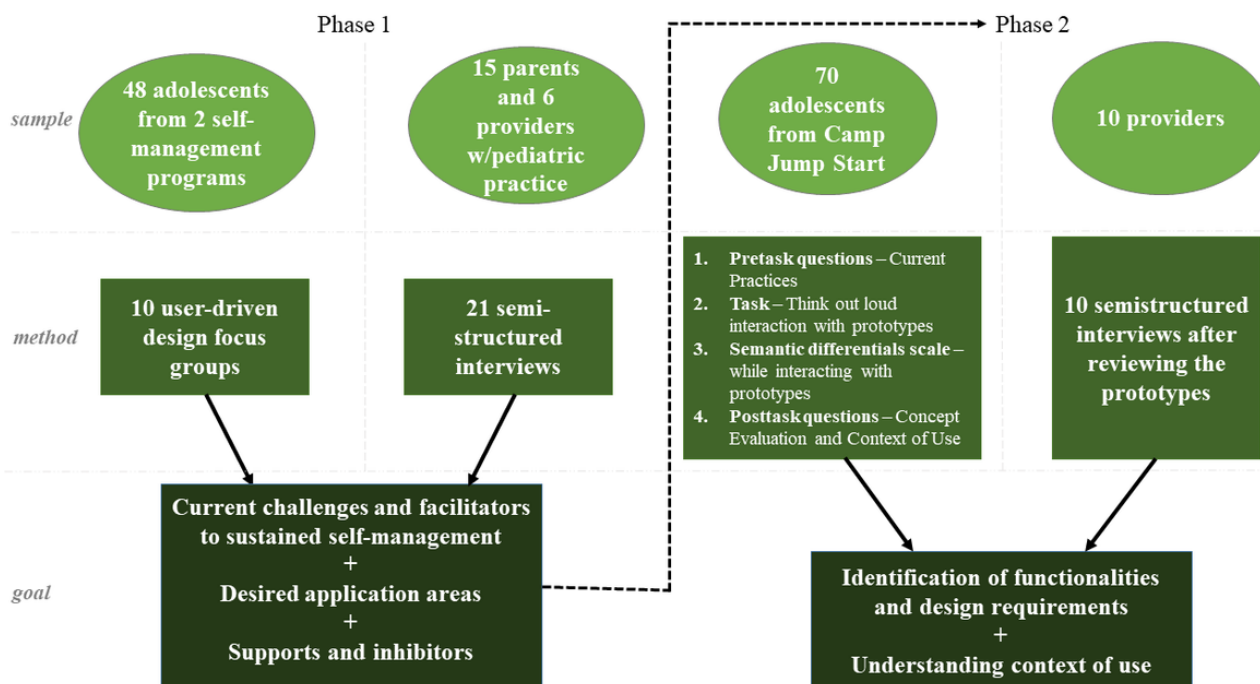 Phase 1
Phase 2
sample
48 adolescents
from 2 self-
management
programs
15 parents
and 6
providers
w/pediatric
practice
70
adolescents
from Camp
Jump Start
10 providers
method
10 user-driven
design focus
groups
21 semi-
structured
interviews
1. Pretask questions – Current
Practices
2. Task – Think out loud
interaction with prototypes
3. Semantic differentials scale –
while interacting with
prototypes
4. Posttask questions – Concept
Evaluation and Context of Use
10 semistructured
interviews after
reviewing the
prototypes
goal
Current challenges and facilitators
to sustained self-management
+
Desired application areas
+
Supports and inhibitors
Identification of functionalities
and design requirements
+
Understanding context of use